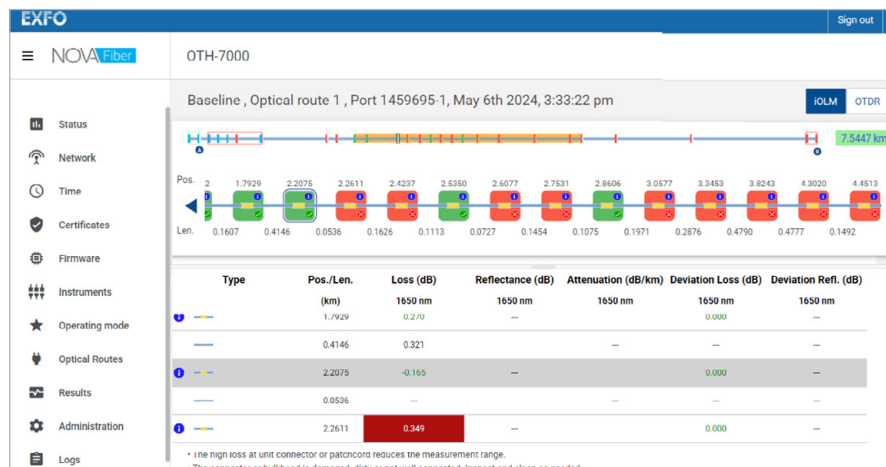 EXFO
Sign out
NOVA Fiber
OTH-7000
Baseline , Optical route 1 , Port 1459695-1, May 6th 2024, 3:33:22 pm
iOLM OTDR
A B 7.5447 km
Pos. 2 1.7929 2.2075 2.2611 2.4237 2.5350 2.6077 2.7531 2.8606 3.0577 3.3453 3.8243 4.3020 4.4513
Len. 0.1607 0.4146 0.0536 0.1626 0.1113 0.0727 0.1454 0.1075 0.1971 0.2876 0.4790 0.4777 0.1492
Status
Network
Time
Certificates
Firmware
Instruments
Operating mode
Optical Routes
Results
Administration
Logs
Type Pos./Len. Loss (dB) Reflectance (dB) Attenuation (dB/km) Deviation Loss (dB) Deviation Refl. (dB)
(km) 1650 nm 1650 nm 1650 nm 1650 nm 1650 nm
1.7929 0.270 --- 0.000 ---
0.4146 0.321 --- --- ---
2.2075 -0.165 --- 0.000 ---
0.0536 --- --- --- ---
2.2611 0.349 --- 0.000 ---
• The high loss at unit connector or patchcord reduces the measurement range.